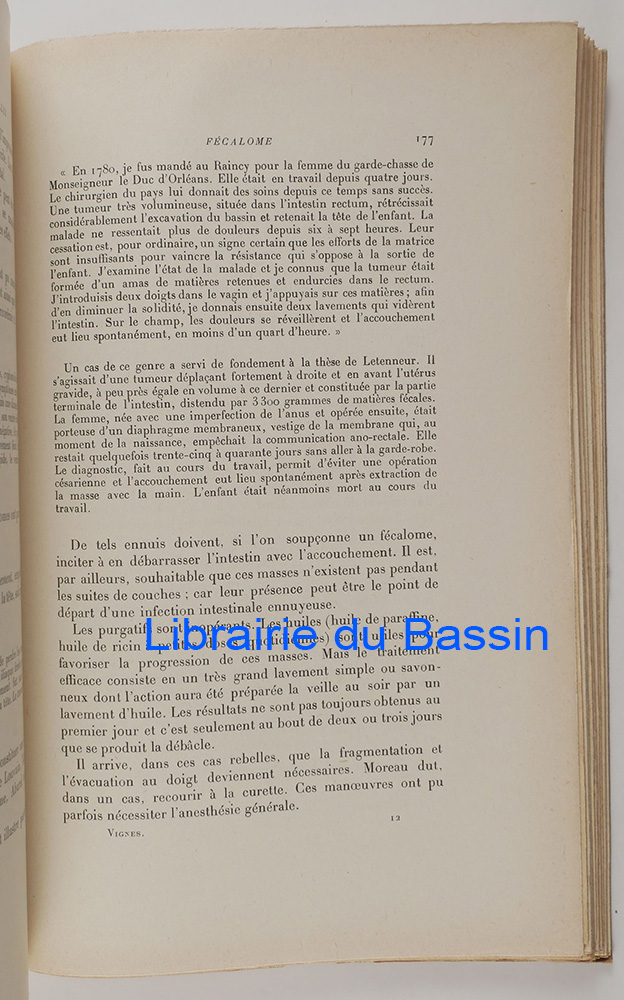 FÉCALOME 177
« En 1780, je fus mandé au Raincy pour la femme du garde-chasse de
Monseigneur le Duc d'Orléans. Elle était en travail depuis quatre jours.
Le chirurgien du pays lui donnait des soins depuis ce temps sans succès.
Une tumeur très volumineuse, située dans l'intestin rectum, rétrécissait
considérablement l'excavation du bassin et retenait la tête de l'enfant. La
malade ne ressentait plus de douleurs depuis six à sept heures. Leur
cessation est, pour ordinaire, un signe certain que les efforts de la matrice
sont insuffisants pour vaincre la résistance qui s'oppose à la sortie de
l'enfant. J'examine l'état de la malade et je connus que la tumeur était
formée d'un amas de matières retenues et endurcies dans le rectum.
J'introduisis deux doigts dans le vagin et j'appuyais sur ces matières ; afin
d'en diminuer la solidité, je donnais ensuite deux lavements qui vidèrent
l'intestin. Sur le champ, les douleurs se réveillèrent et l'accouchement
eut lieu spontanément, en moins d'un quart d'heure. »
Un cas de ce genre a servi de fondement à la thèse de Letenneur. Il
s'agissait d'une tumeur déplaçant fortement à droite et en avant l'utérus
gravide, à peu près égale en volume à ce dernier et constituée par la partie
terminale de l'intestin, distendu par 3 300 grammes de matières fécales.
La femme, née avec une imperfection de l'anus et opérée ensuite, était
porteuse d'un diaphragme membraneux, vestige de la membrane qui, au
moment de la naissance, empêchait la communication ano-rectale. Elle
restait quelquefois trente-cinq à quarante jours sans aller à la garde-robe.
Le diagnostic, fait au cours du travail, permit d'éviter une opération
césarienne et l'accouchement eut lieu spontanément après extraction de
la masse avec la main. L'enfant était néanmoins mort au cours du
travail.
De tels ennuis doivent, si l'on soupçonne un fécalome,
inciter à en débarrasser l'intestin avec l'accouchement. Il est,
par ailleurs, souhaitable que ces masses n'existent pas pendant
les suites de couches ; car leur présence peut être le point de
départ d'une infection intestinale ennuyeuse.
Les purgatifs sont inopérants. Les huiles (huile de paraffine,
huile de ricin à petites doses quotidiennes) sont utiles pour
Librairie du Bassin
favoriser la progression de ces masses. Mais le traitement
efficace consiste en un très grand lavement simple ou savon-
neux dont l'action aura été préparée la veille au soir par un
lavement d'huile. Les résultats ne sont pas toujours obtenus au
premier jour et c'est seulement au bout de deux ou trois jours
que se produit la débâcle.
Il arrive, dans ces cas rebelles, que la fragmentation et
l'évacuation au doigt deviennent nécessaires. Moreau dut,
dans un cas, recourir à la curette. Ces manœuvres ont pu
parfois nécessiter l'anesthésie générale.
Vignes. 12